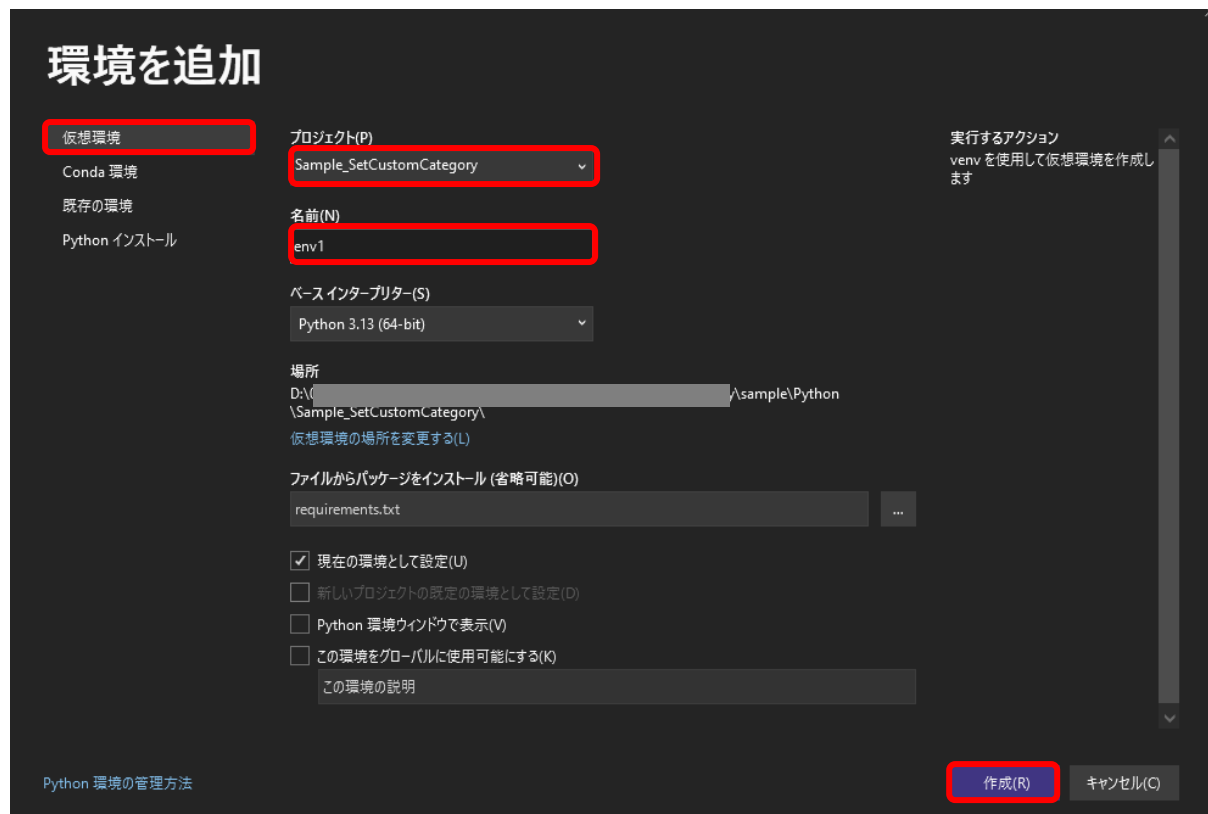 環境を追加
仮想環境
Conda 環境
既存の環境
Python インストール
プロジェクト(P)
Sample_SetCustomCategory
名前(N)
env1
ベース インタープリター(S)
Python 3.13 (64-bit)
場所
D:\ \sample\Python
\Sample_SetCustomCategory\
仮想環境の場所を変更する(L)
ファイルからパッケージをインストール (省略可能)(O)
requirements.txt
...
現在の環境として設定(U)
新しいプロジェクトの既定の環境として設定(D)
Python 環境ウィンドウで表示(V)
この環境をグローバルに使用可能にする(K)
この環境の説明
実行するアクション
venv を使用して仮想環境を作成し
ます
Python 環境の管理方法
作成(R)
キャンセル(C)